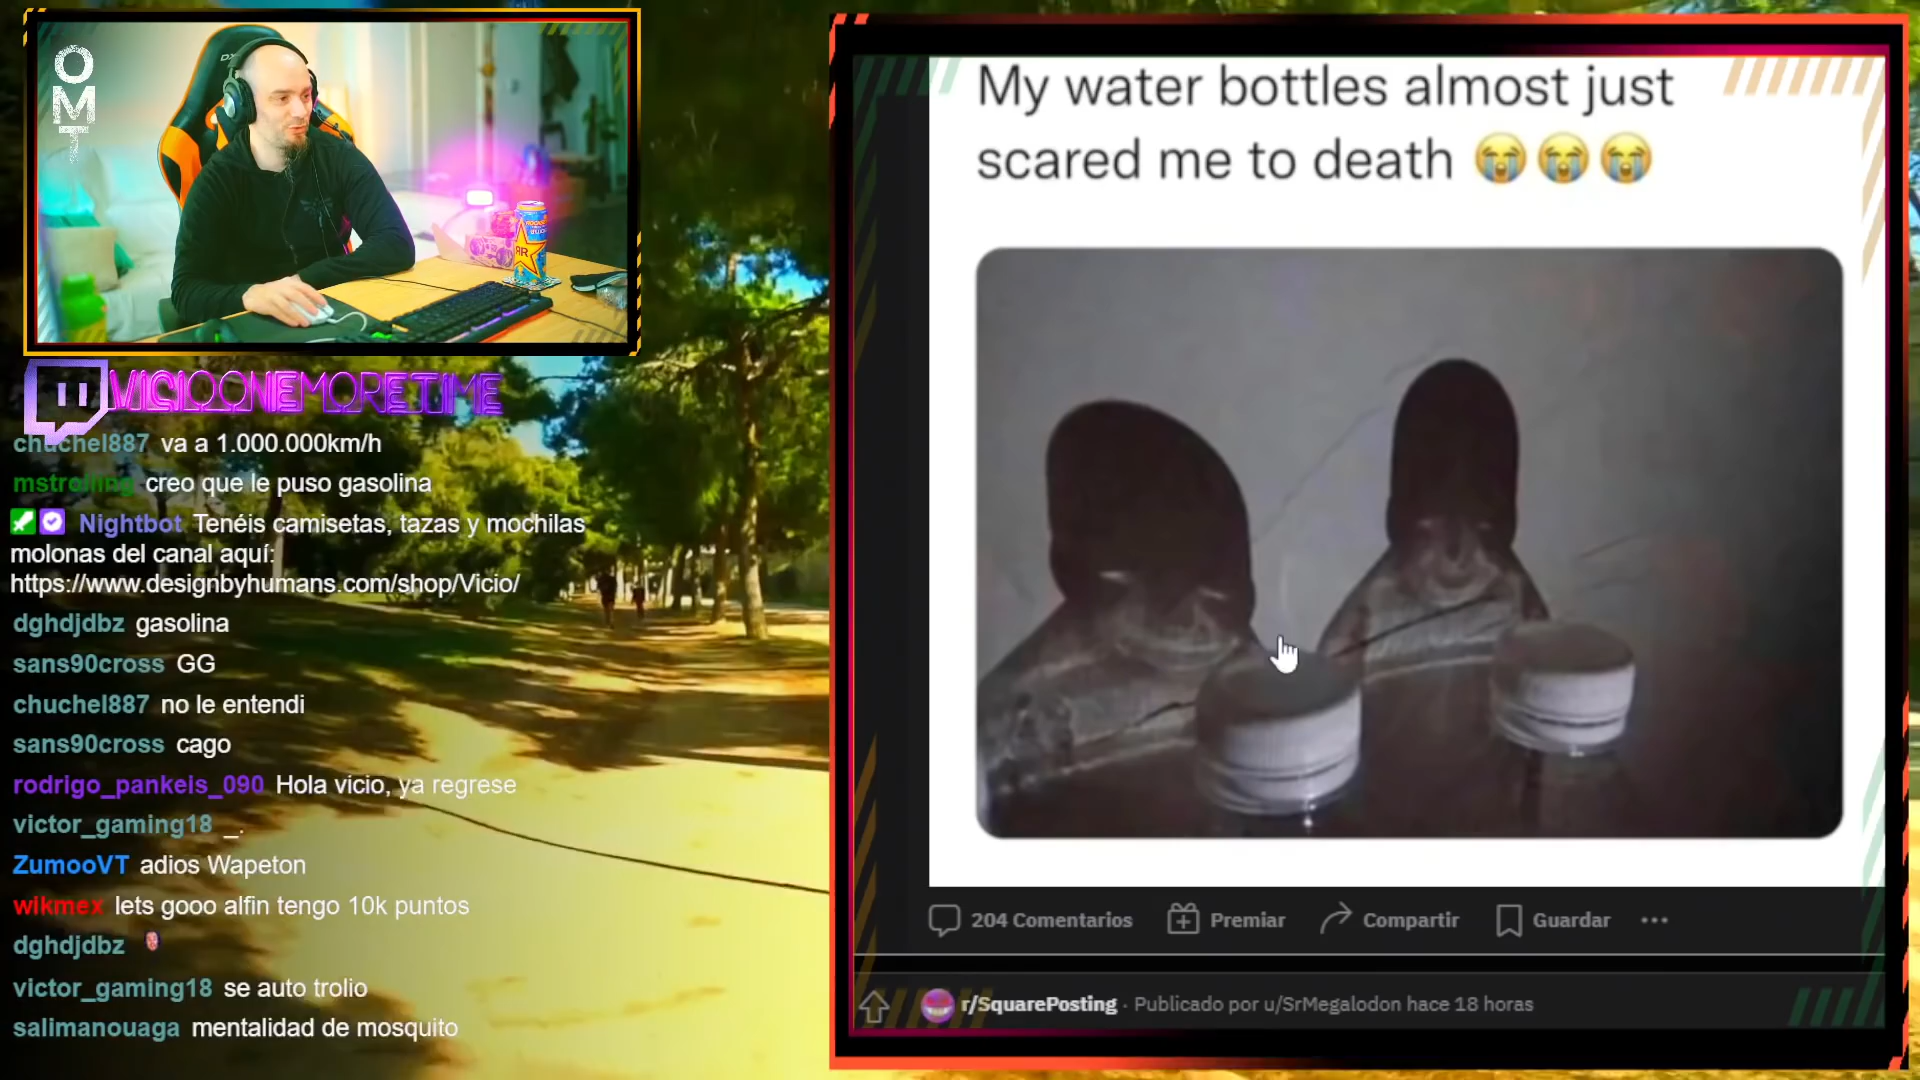 OMT
VICIOONEMORETIME
chuchel887 va a 1.000.000km/h
mstrolling creo que le puso gasolina
Nightbot Tenéis camisetas, tazas y mochilas
molonas del canal aquí:
https://www.designbyhumans.com/shop/Vicio/
dghdjdbz gasolina
sans90cross GG
chuchel887 no le entendi
sans90cross cago
rodrigo_pankeis_090 Hola vicio, ya regrese
victor_gaming18 _.
ZumooVT adios Wapeton
wikmex lets gooo alfin tengo 10k puntos
dghdjdbz
victor_gaming18 se auto trolio
salimanouaga mentalidad de mosquito
My water bottles almost just
scared me to death 😭😭😭
204 Comentarios Premiar Compartir Guardar ...
r/SquarePosting · Publicado por u/SrMegalodon hace 18 horas